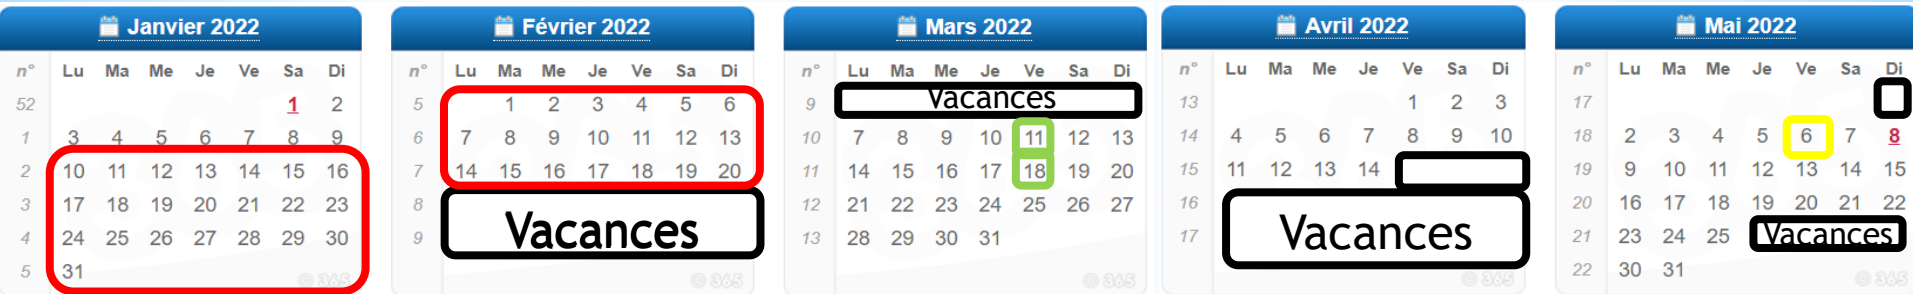 Janvier 2022
n° Lu Ma Me Je Ve Sa Di
52 1 2
1 3 4 5 6 7 8 9
2 10 11 12 13 14 15 16
3 17 18 19 20 21 22 23
4 24 25 26 27 28 29 30
5 31
© 365
Février 2022
n° Lu Ma Me Je Ve Sa Di
5 1 2 3 4 5 6
6 7 8 9 10 11 12 13
7 14 15 16 17 18 19 20
8
Vacances
9
© 365
Mars 2022
n° Lu Ma Me Je Ve Sa Di
9 Vacances
10 7 8 9 10 11 12 13
11 14 15 16 17 18 19 20
12 21 22 23 24 25 26 27
13 28 29 30 31
© 365
Avril 2022
n° Lu Ma Me Je Ve Sa Di
13 1 2 3
14 4 5 6 7 8 9 10
15 11 12 13 14
16
Vacances
17
© 365
Mai 2022
n° Lu Ma Me Je Ve Sa Di
17
18 2 3 4 5 6 7 8
19 9 10 11 12 13 14 15
20 16 17 18 19 20 21 22
21 23 24 25 Vacances
22 30 31
© 365